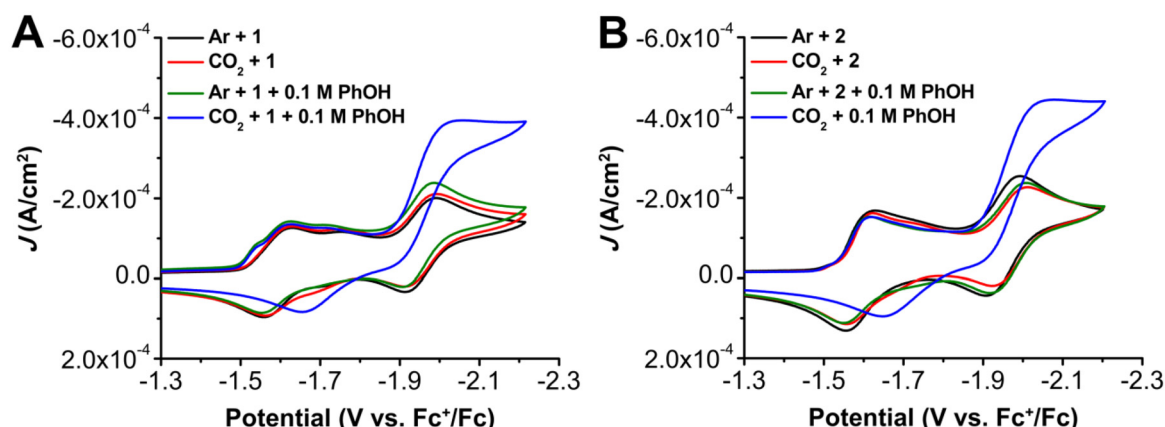 A
-6.0x10⁻⁴
-4.0x10⁻⁴
-2.0x10⁻⁴
0.0
2.0x10⁻⁴
J (A/cm²)
Ar + 1
CO₂ + 1
Ar + 1 + 0.1 M PhOH
CO₂ + 1 + 0.1 M PhOH
-1.3 -1.5 -1.7 -1.9 -2.1 -2.3
Potential (V vs. Fc⁺/Fc)
B
-6.0x10⁻⁴
-4.0x10⁻⁴
-2.0x10⁻⁴
0.0
2.0x10⁻⁴
J (A/cm²)
Ar + 2
CO₂ + 2
Ar + 2 + 0.1 M PhOH
CO₂ + 0.1 M PhOH
-1.3 -1.5 -1.7 -1.9 -2.1 -2.3
Potential (V vs. Fc⁺/Fc)